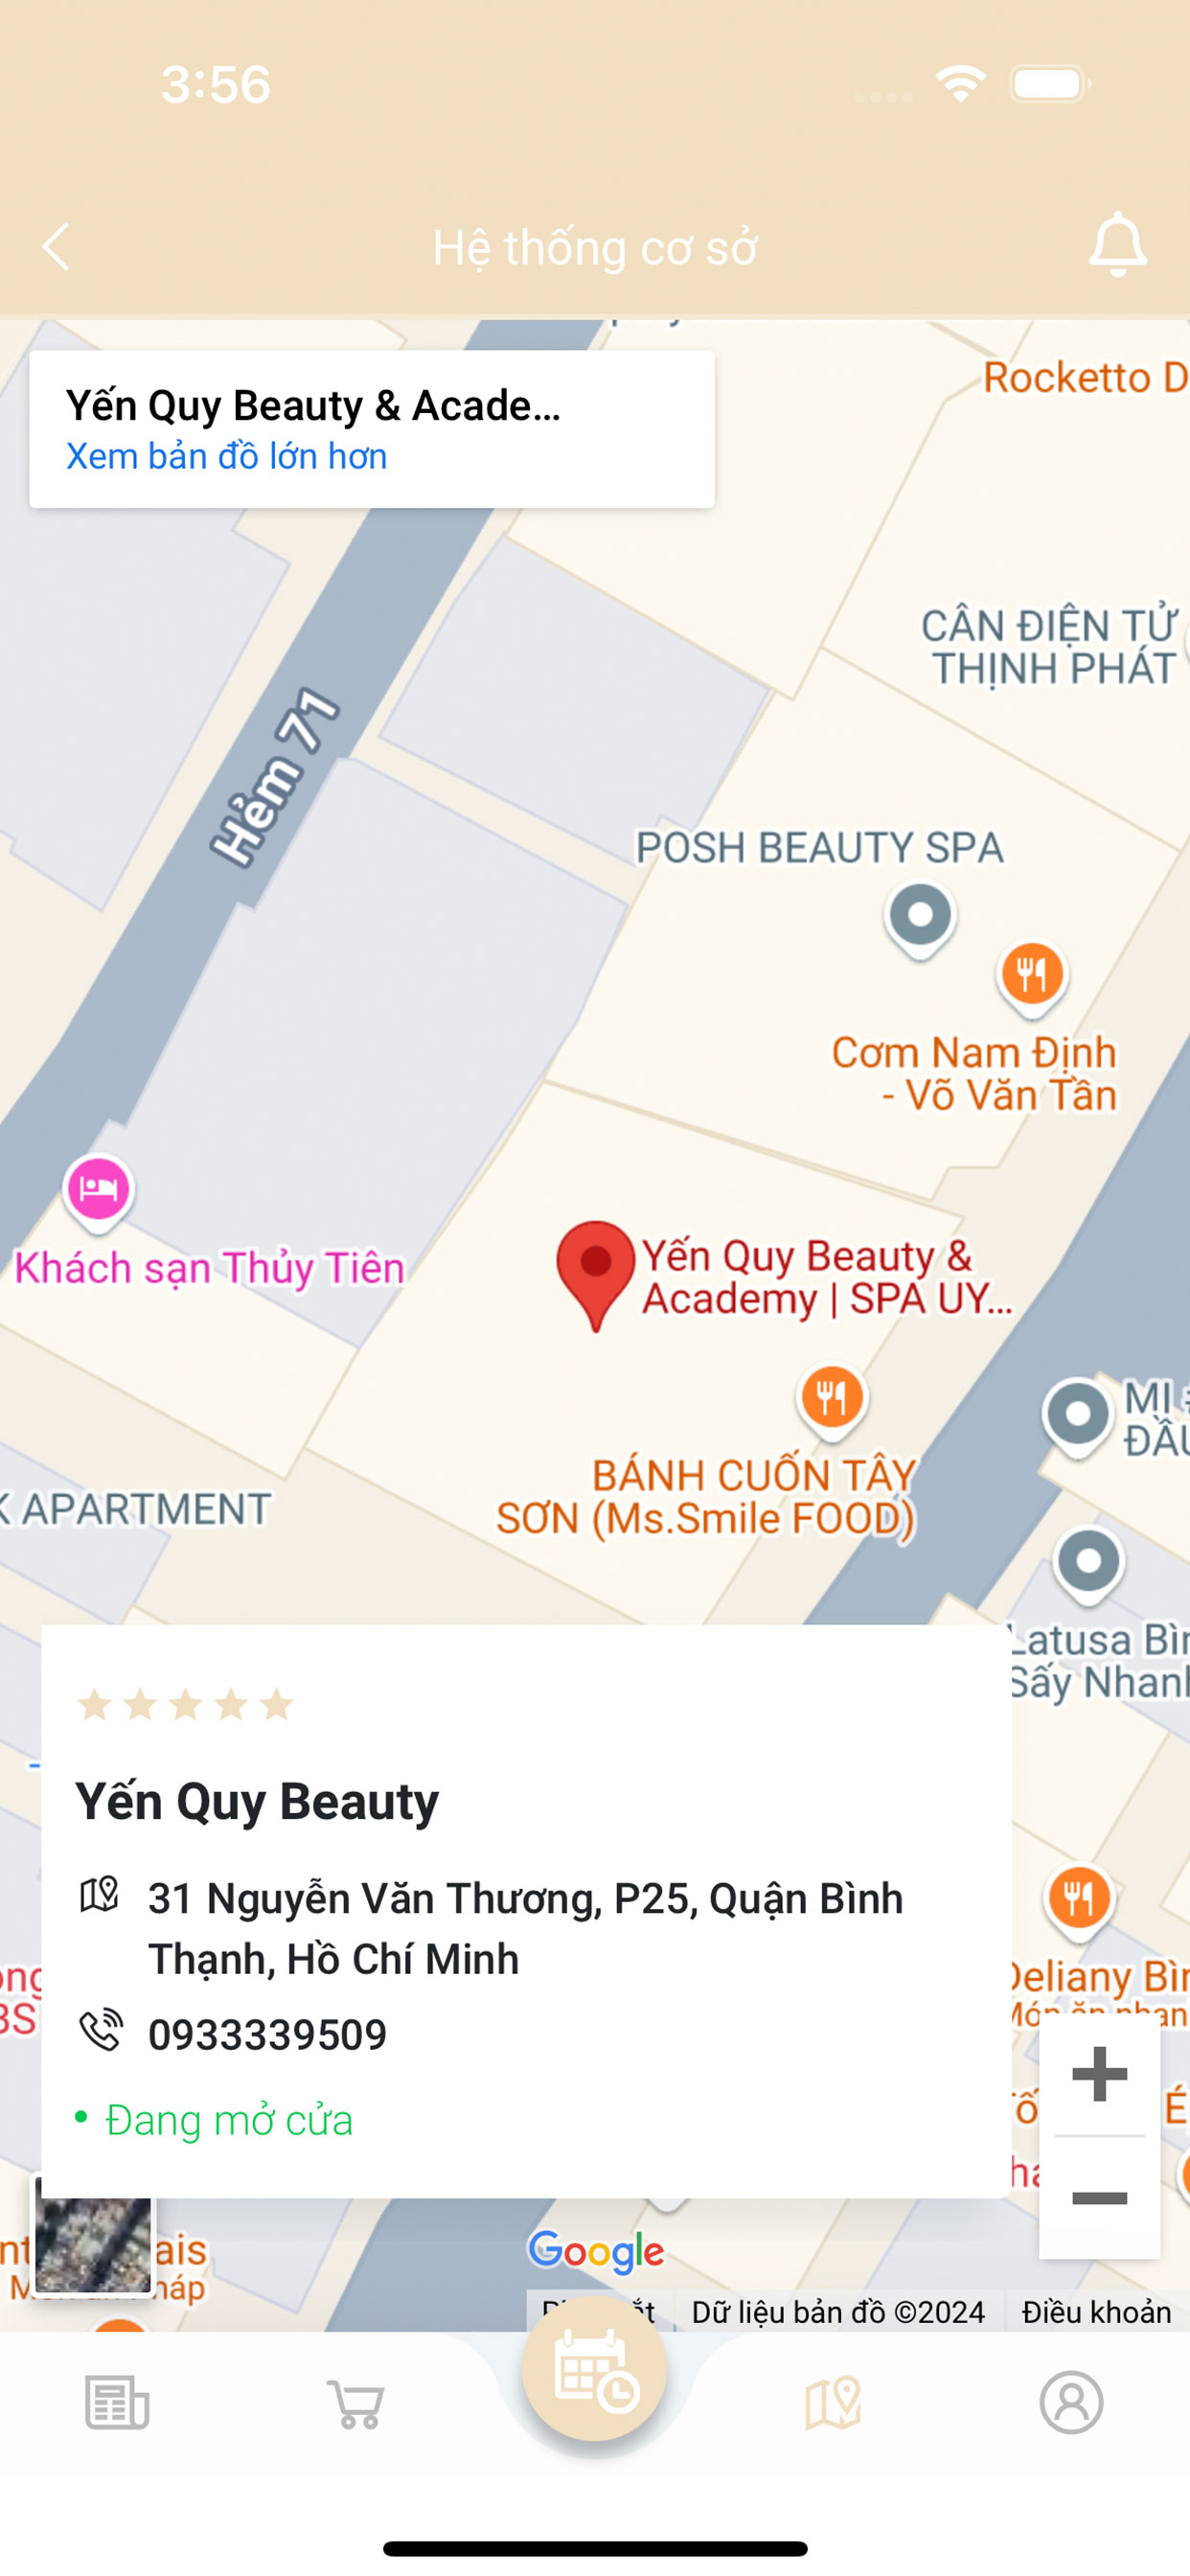 3:56
Hệ thống cơ sở
Yến Quy Beauty & Acade...
Xem bản đồ lớn hơn
Rocketto D
CÂN ĐIỆN TỬ
THỊNH PHÁT
Hẻm 71
POSH BEAUTY SPA
Cơm Nam Định
- Võ Văn Tần
Khách sạn Thủy Tiên
Yến Quy Beauty &
Academy | SPA UY...
MI
BÁNH CUỐN TÂY
SƠN (Ms.Smile FOOD)
K APARTMENT
Latusa Bìn
Sấy Nhanh
Yến Quy Beauty
31 Nguyễn Văn Thương, P25, Quận Bình
Thạnh, Hồ Chí Minh
0933339509
Đang mở cửa
Deliany Bìn
Google
Dữ liệu bản đồ ©2024
Điều khoản